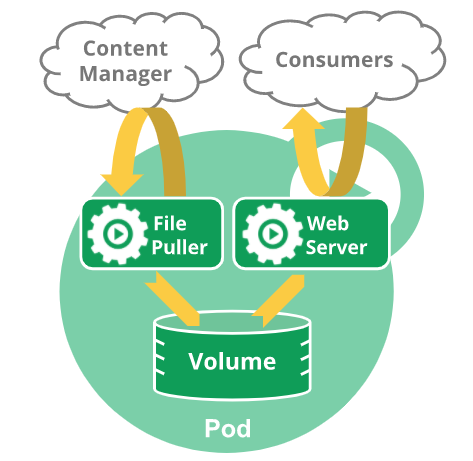 Content
Manager
Consumers
File
Puller
Web
Server
Volume
Pod